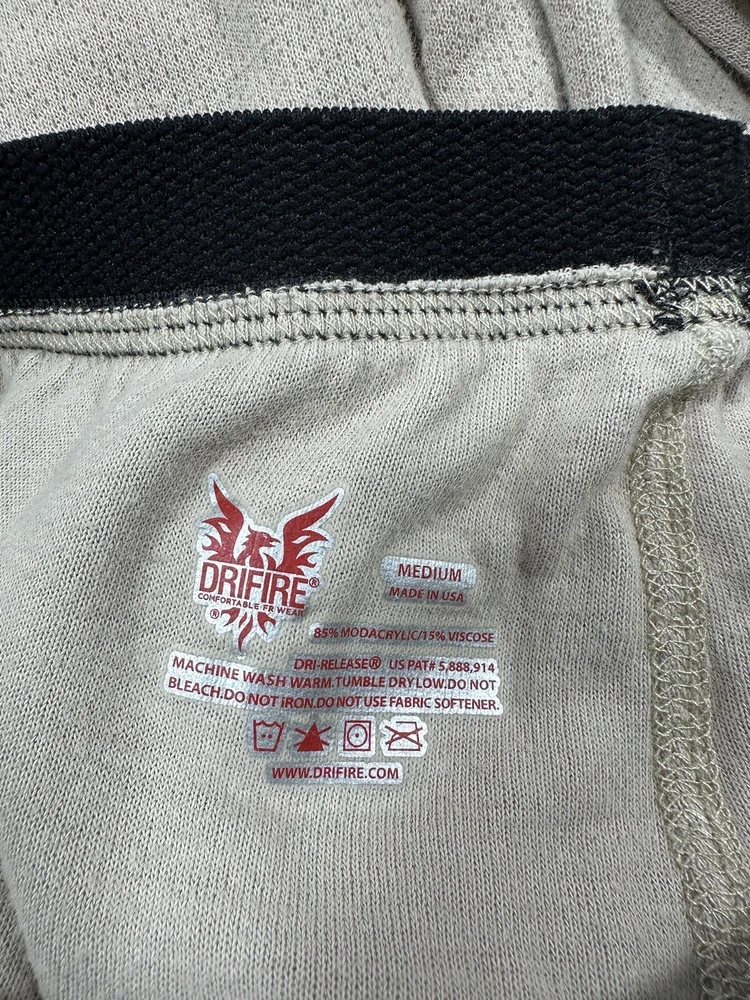 DRIFIRE®
COMFORTABLE FR WEAR
®
MEDIUM
MADE IN USA
85% MODACRYLIC/15% VISCOSE
DRI-RELEASE® US PAT# 5,888,914
MACHINE WASH WARM.TUMBLE DRY LOW.DO NOT
BLEACH.DO NOT IRON.DO NOT USE FABRIC SOFTENER.
WWW.DRIFIRE.COM